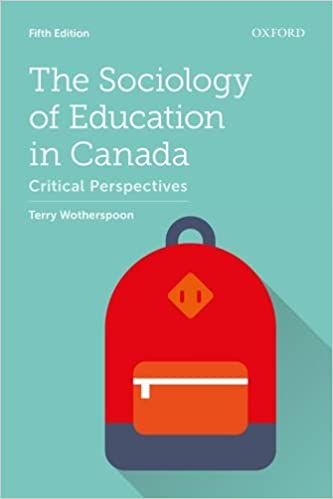 Fifth Edition
OXFORD
The Sociology
of Education
in Canada
Critical Perspectives
Terry Wotherspoon